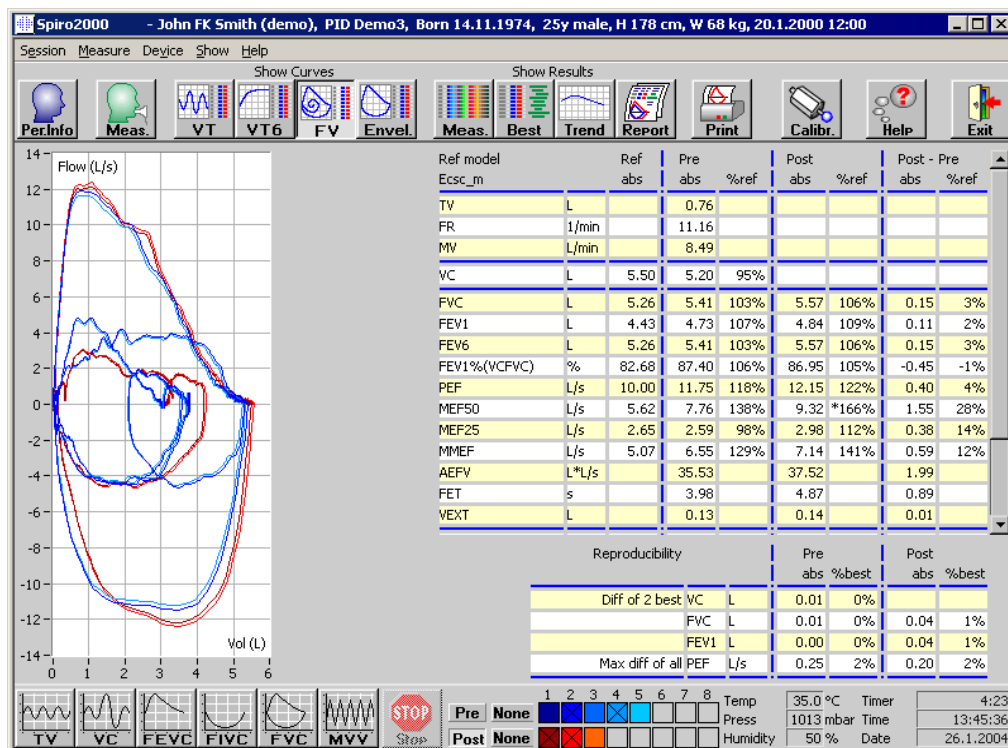 Spiro2000 - John FK Smith (demo), PID Demo3, Born 14.11.1974, 25y male, H 178 cm, W 68 kg, 20.1.2000 12:00
Session Measure Device Show Help
Show Curves Show Results
Per.Info Meas. VT VT6 FV Envel. Meas. Best Trend Report Print Calibr. Help Exit
Flow (L/s)
14
12
10
8
6
4
2
0
-2
-4
-6
-8
-10
-12
-14
Vol (L)
0 1 2 3 4 5 6
Ref model Ref Pre Post Post - Pre
Ecsc_m abs abs %ref abs %ref abs %ref
TV L 0.76
FR 1/min 11.16
MV L/min 8.49
VC L 5.50 5.20 95%
FVC L 5.26 5.41 103% 5.57 106% 0.15 3%
FEV1 L 4.43 4.73 107% 4.84 109% 0.11 2%
FEV6 L 5.26 5.41 103% 5.57 106% 0.15 3%
FEV1%(VCFVC) % 82.68 87.40 106% 86.95 105% -0.45 -1%
PEF L/s 10.00 11.75 118% 12.15 122% 0.40 4%
MEF50 L/s 5.62 7.76 138% 9.32 *166% 1.55 28%
MEF25 L/s 2.65 2.59 98% 2.98 112% 0.38 14%
MMEF L/s 5.07 6.55 129% 7.14 141% 0.59 12%
AEFV L*L/s 35.53 37.52 1.99
FET s 3.98 4.87 0.89
VEXT L 0.13 0.14 0.01
Reproducibility Pre Post
abs %best abs %best
Diff of 2 best VC L 0.01 0%
FVC L 0.01 0% 0.04 1%
FEV1 L 0.00 0% 0.04 1%
Max diff of all PEF L/s 0.25 2% 0.20 2%
TV VC FEVC FIVC FVC MVV STOP Stop
1 2 3 4 5 6 7 8
Pre None
Post None
Temp 35.0 °C Timer 4:23
Press 1013 mbar Time 13:45:36
Humidity 50 % Date 26.1.2004